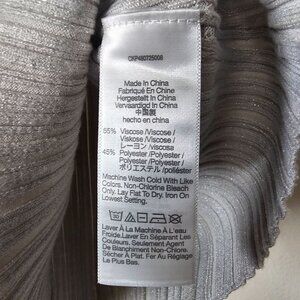 CKP480725008
Made In China
Fabriqué En Chine
Hergestellt In China
Vervaardigd In China
中国製
hecho en china
55% Viscose /Viscose /
Viskose /Viscose /
レーヨン / viscosa
45% Polyester /Polyester /
Polyester /Polyester /
ポリエステル / poliéster
Machine Wash Cold With Like
Colors. Non-Chlorine Bleach
Only. Lay Flat To Dry. Iron On
Lowest Setting.
Laver À La Machine À L'eau
Froide.Laver En Séparant Les
Couleurs. Seulement Agent
De Blanchiment Non-Chlore.
Sécher À Plat. Fer Au Réglage
Le Plus Bas.